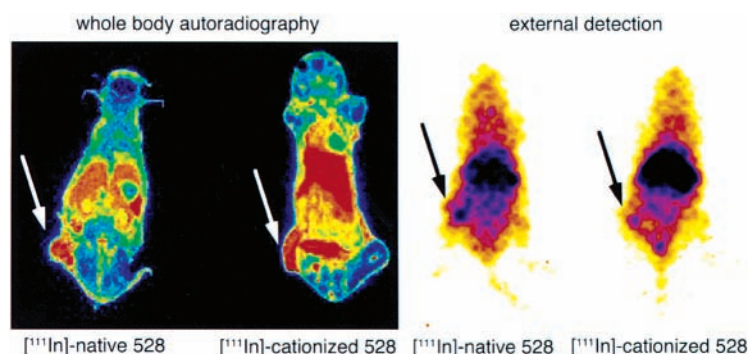 whole body autoradiography external detection
[¹¹¹In]-native 528 [¹¹¹In]-cationized 528 [¹¹¹In]-native 528 [¹¹¹In]-cationized 528